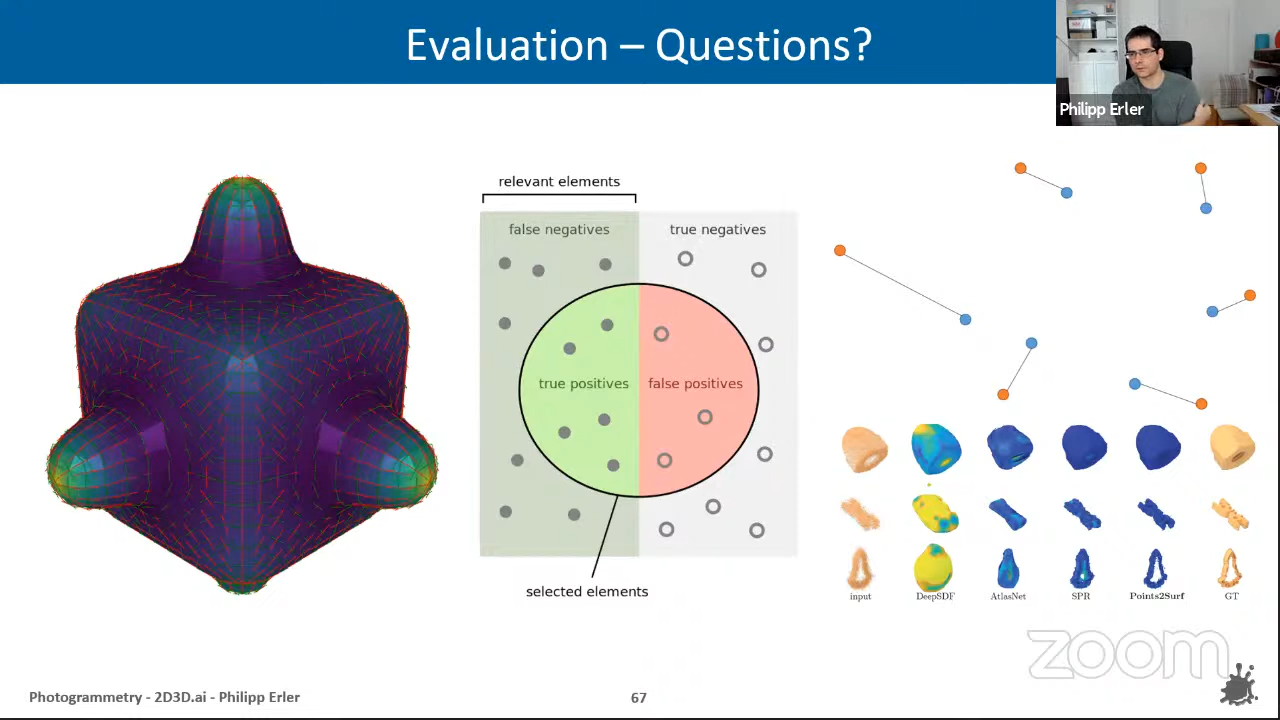 Evaluation – Questions?
Philipp Erler
relevant elements
false negatives
true negatives
true positives
false positives
selected elements
input
DeepSDF
AtlasNet
SPR
Points2Surf
GT
zoom
Photogrammetry - 2D3D.ai - Philipp Erler
67